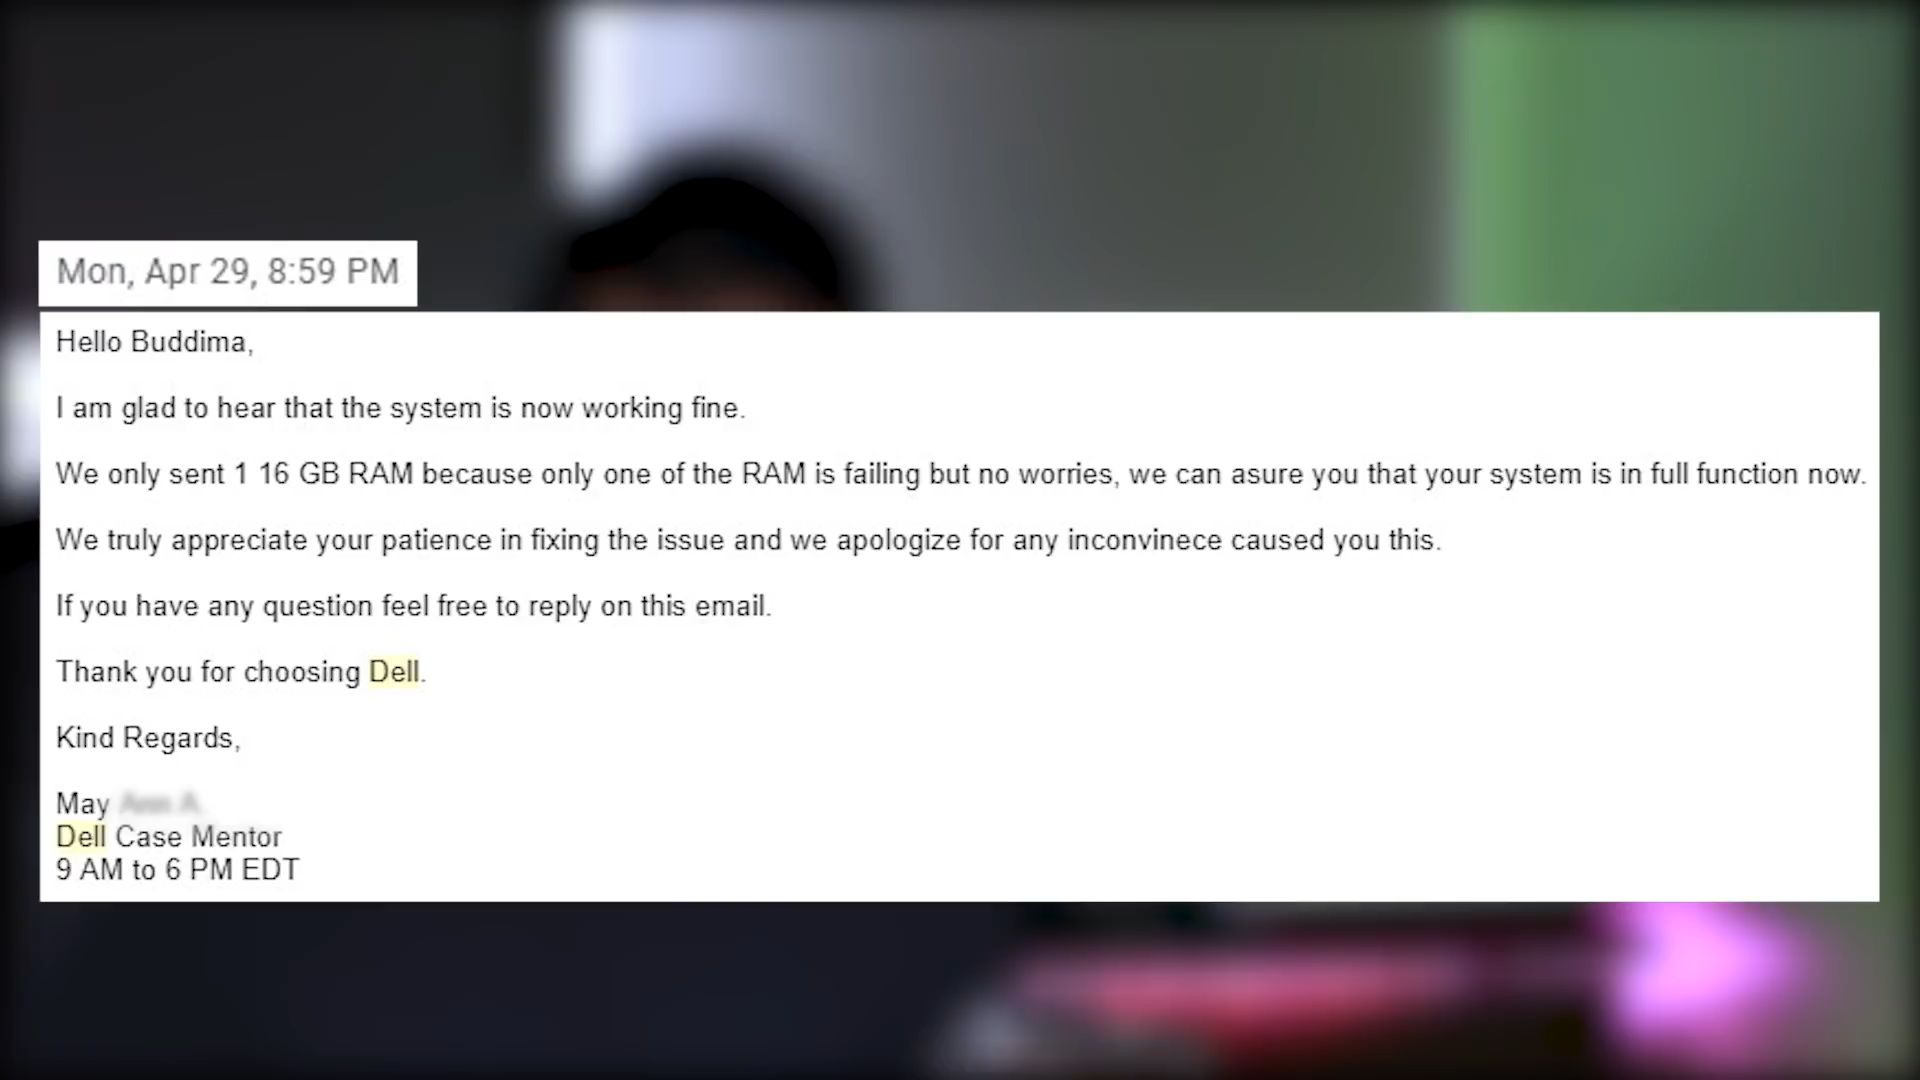 Mon, Apr 29, 8:59 PM
Hello Buddima,
I am glad to hear that the system is now working fine.
We only sent 1 16 GB RAM because only one of the RAM is failing but no worries, we can asure you that your system is in full function now.
We truly appreciate your patience in fixing the issue and we apologize for any inconvinece caused you this.
If you have any question feel free to reply on this email.
Thank you for choosing Dell.
Kind Regards,
May
Dell Case Mentor
9 AM to 6 PM EDT